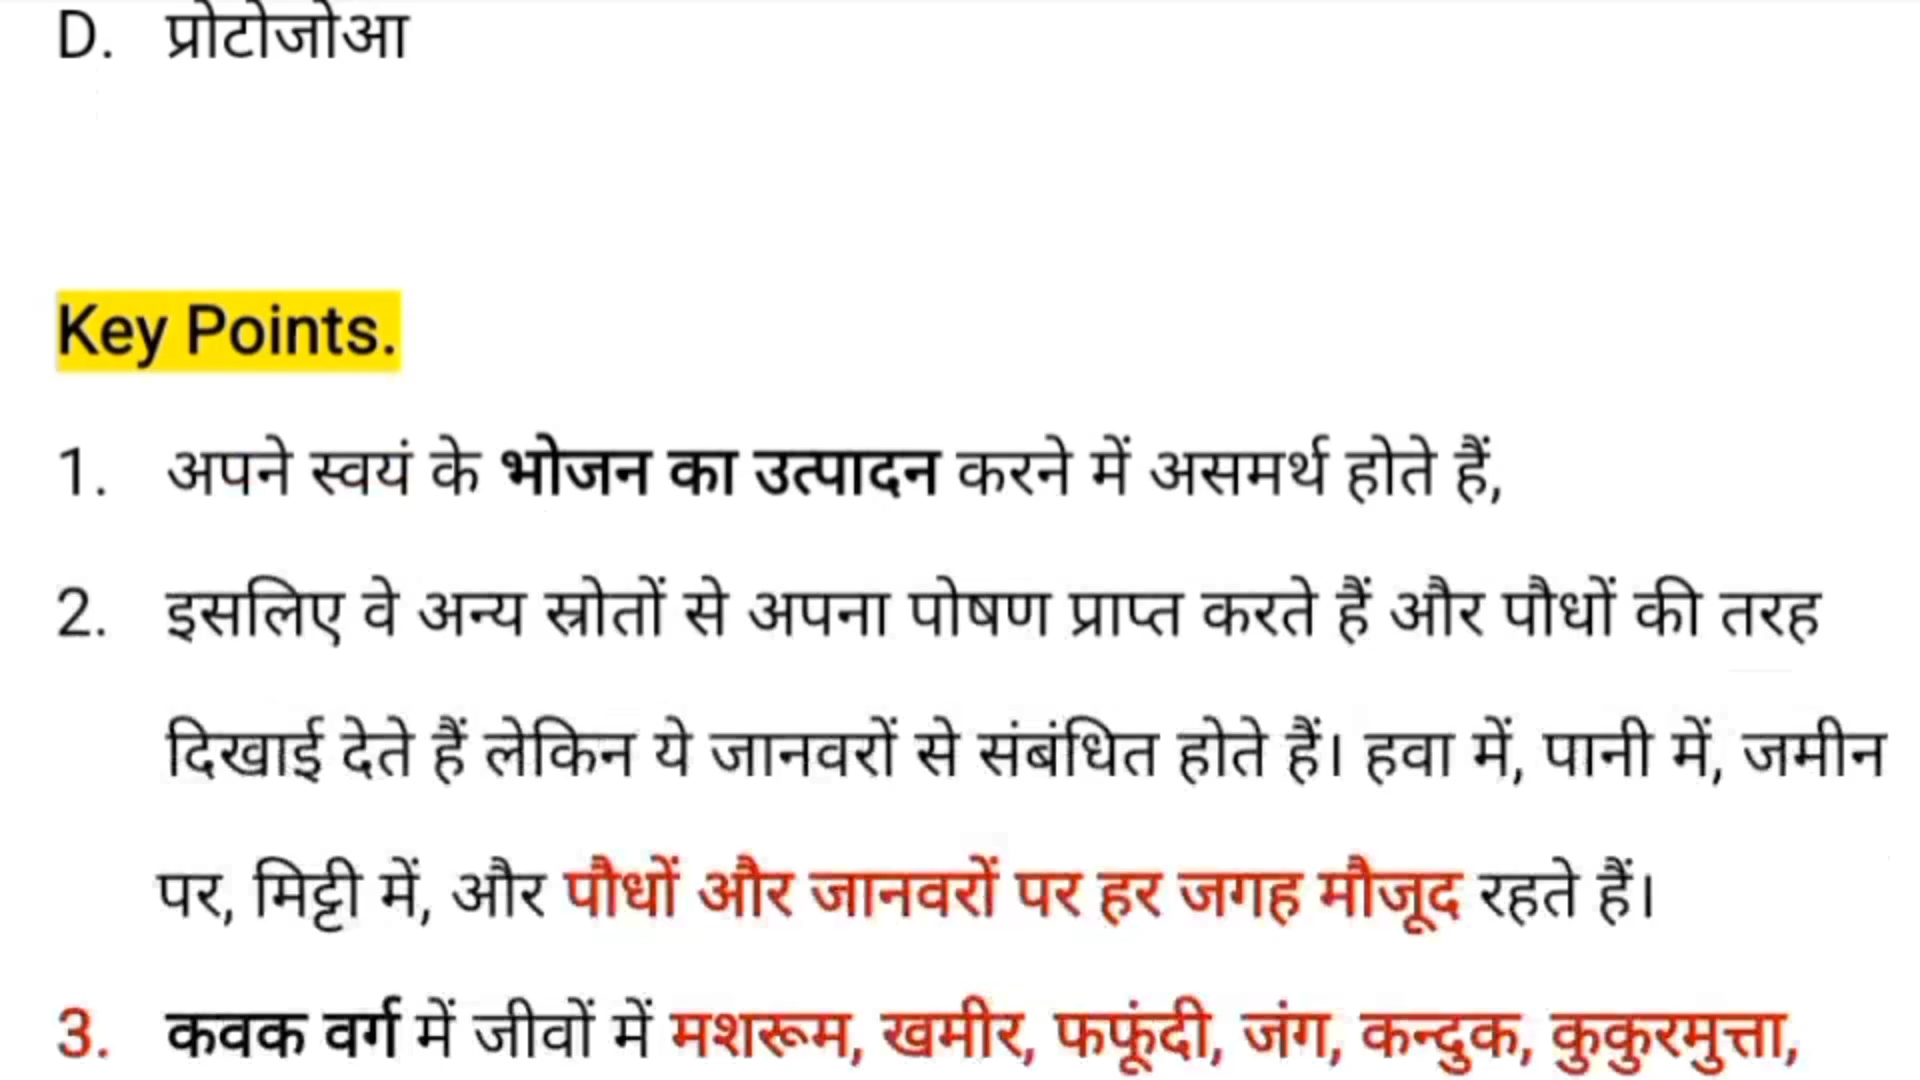 D. प्रोटोजोआ
Key Points.
1. अपने स्वयं के भोजन का उत्पादन करने में असमर्थ होते हैं,
2. इसलिए वे अन्य स्रोतों से अपना पोषण प्राप्त करते हैं और पौधों की तरह
दिखाई देते हैं लेकिन ये जानवरों से संबंधित होते हैं। हवा में, पानी में, जमीन
पर, मिट्टी में, और पौधों और जानवरों पर हर जगह मौजूद रहते हैं।
3. कवक वर्ग में जीवों में मशरूम, खमीर, फफूंदी, जंग, कन्दुक, कुकुरमुत्ता,